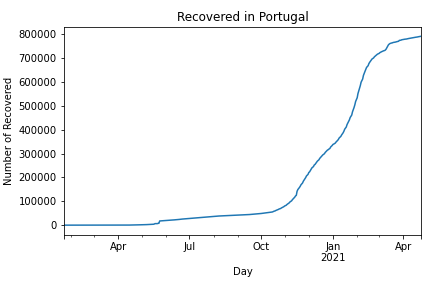 Recovered in Portugal
Number of Recovered
800000
700000
600000
500000
400000
300000
200000
100000
0
Apr
Jul
Oct
Jan
2021
Apr
Day